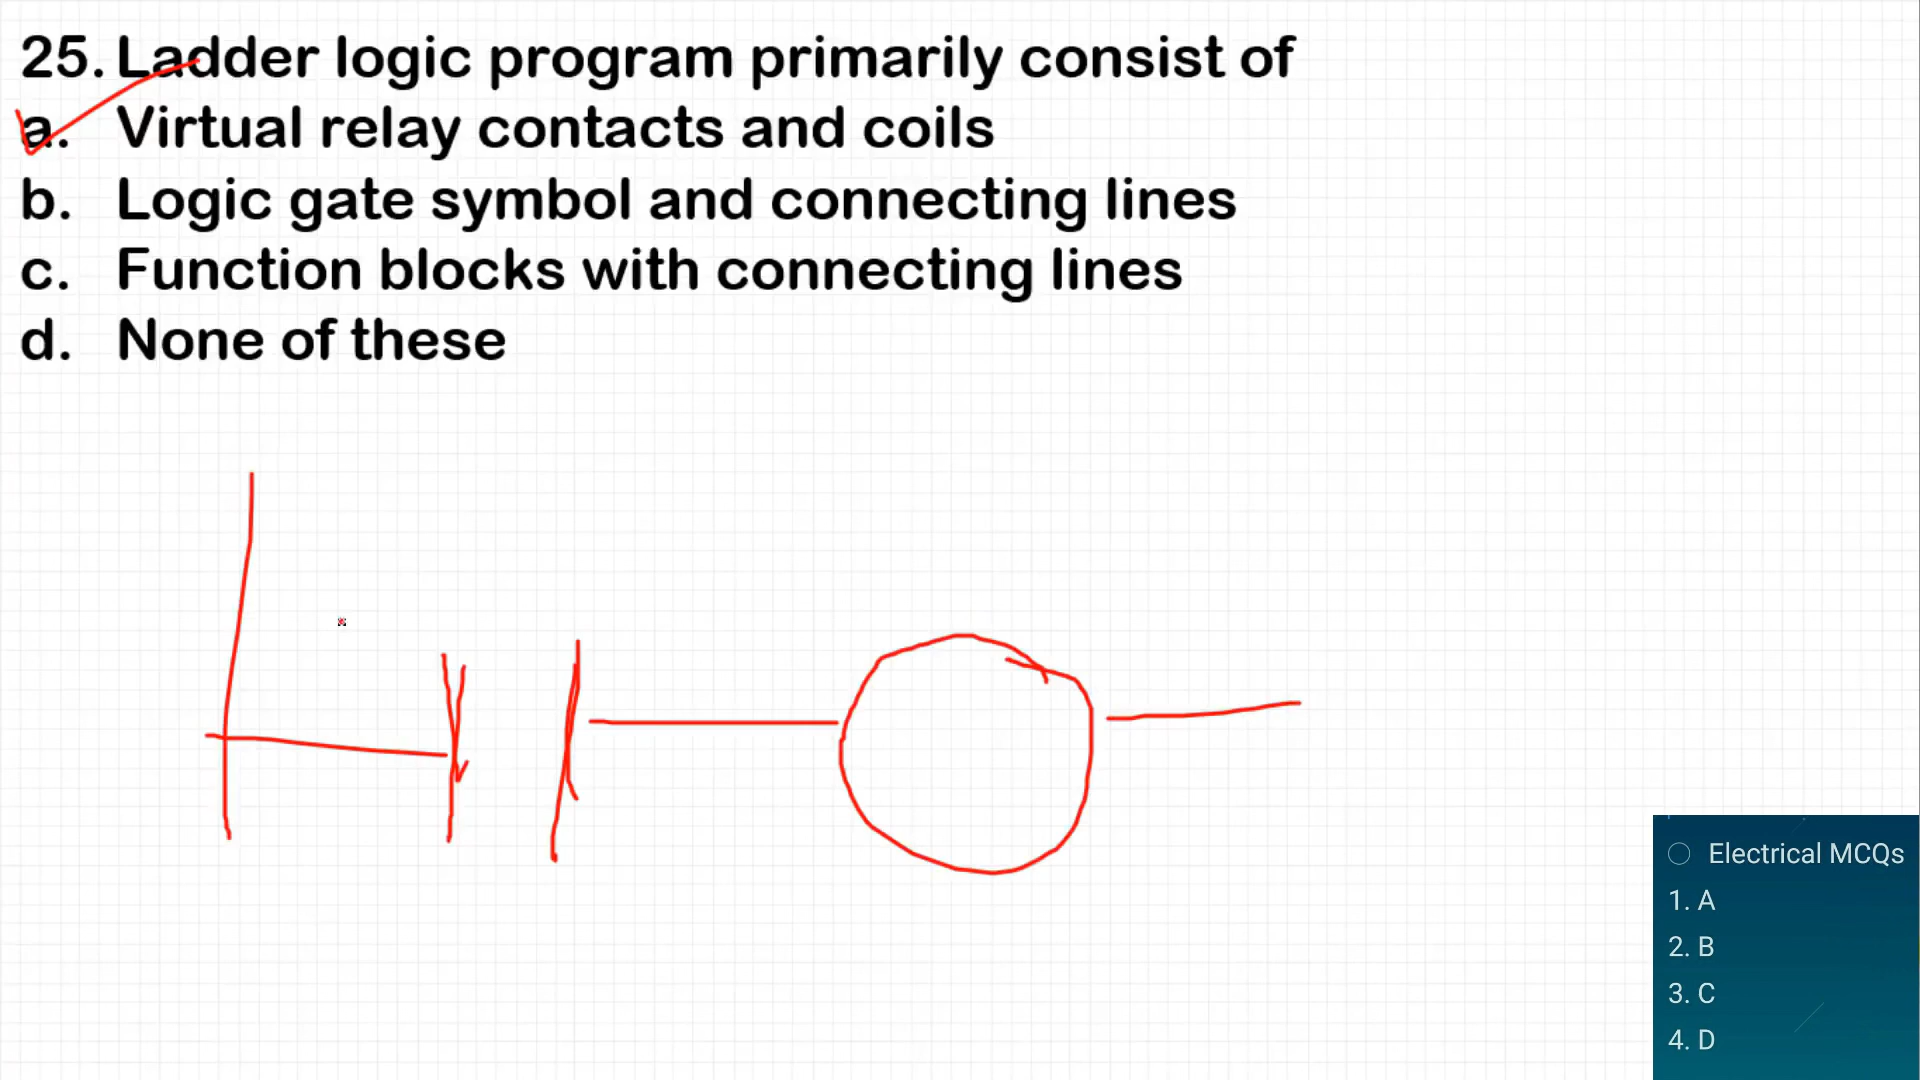 25. Ladder logic program primarily consist of
a. Virtual relay contacts and coils
b. Logic gate symbol and connecting lines
c. Function blocks with connecting lines
d. None of these
Electrical MCQs
1. A
2. B
3. C
4. D